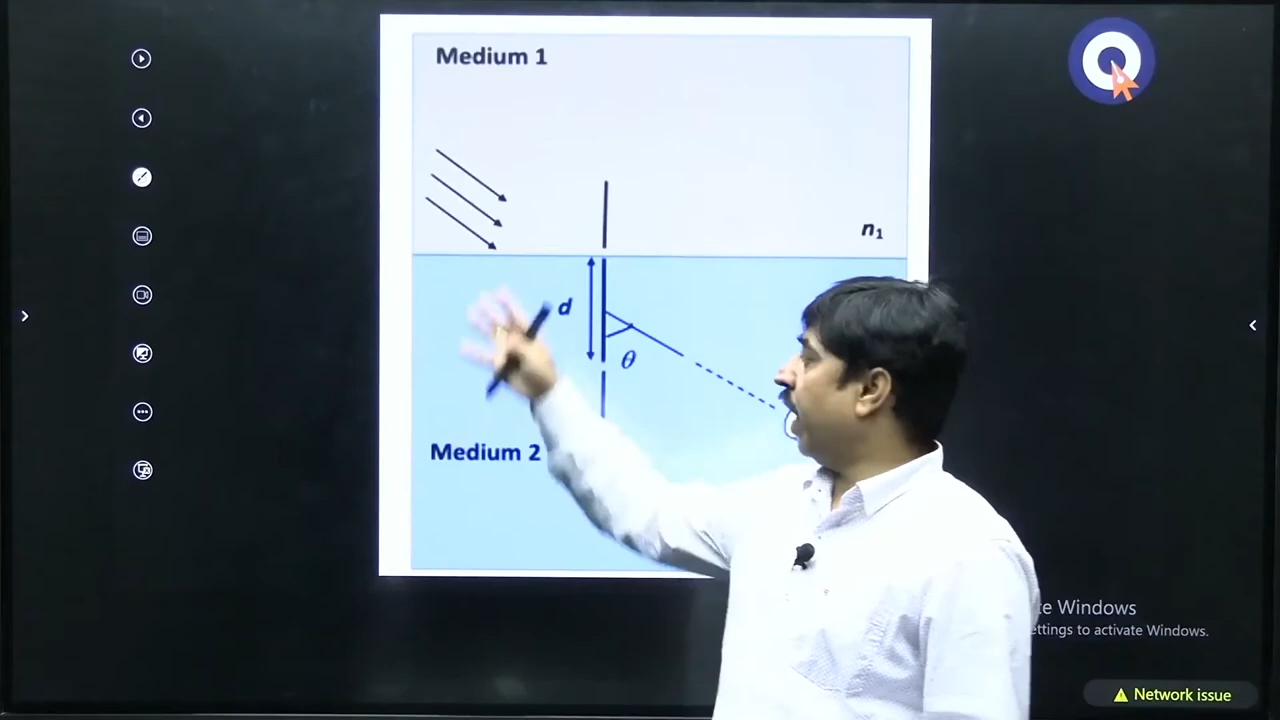 Medium 1
n₁
d
θ
Medium 2
te Windows
ettings to activate Windows.
Network issue